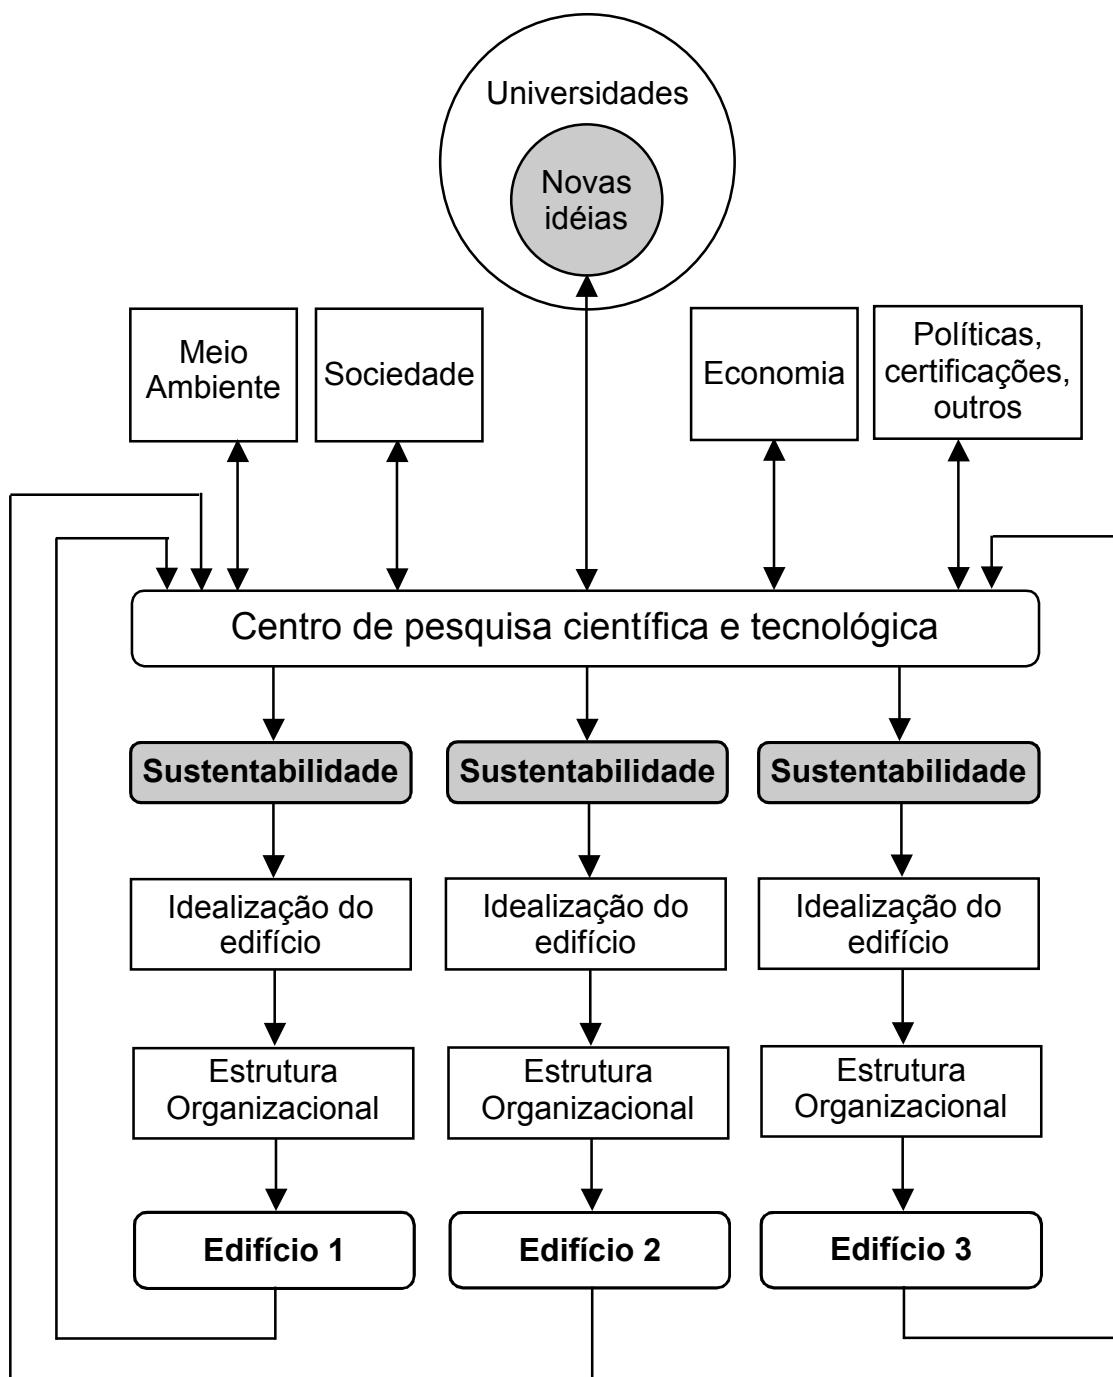 Universidades
Novas
idéias
Meio
Ambiente
Sociedade
Economia
Políticas,
certificações,
outros
Centro de pesquisa científica e tecnológica
Sustentabilidade
Sustentabilidade
Sustentabilidade
Idealização do
edifício
Idealização do
edifício
Idealização do
edifício
Estrutura
Organizacional
Estrutura
Organizacional
Estrutura
Organizacional
Edifício 1
Edifício 2
Edifício 3